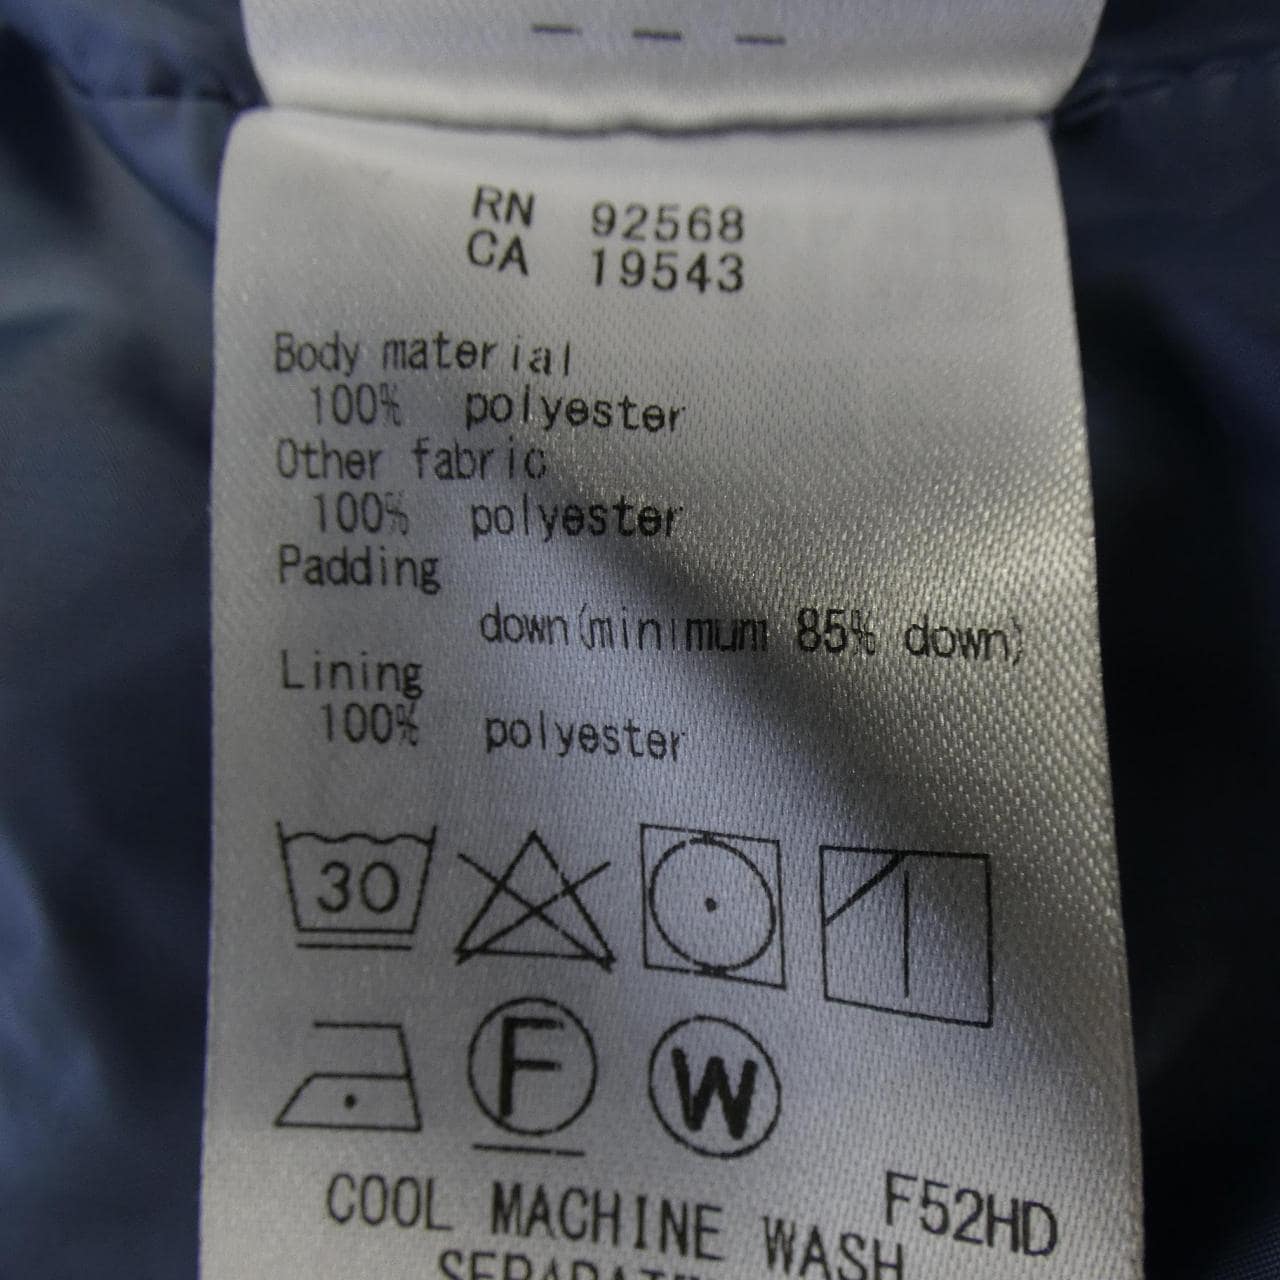 RN 92568
CA 19543
Body material
100% polyester
Other fabric
100% polyester
Padding
down(minimum 85% down)
Lining
100% polyester
30
F
W
COOL MACHINE WASH
F52HD